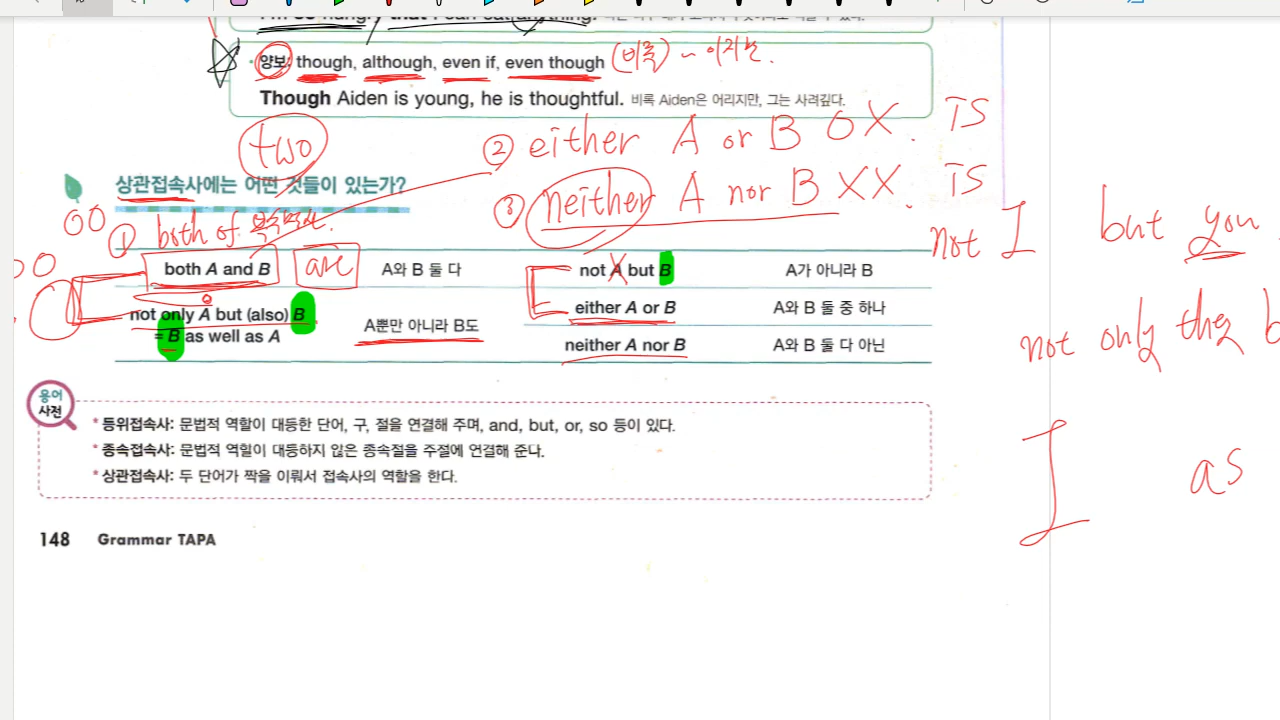 양보: though, although, even if, even though (비록) ~ 이지만.
Though Aiden is young, he is thoughtful. 비록 Aiden은 어리지만, 그는 사려깊다.
two
② either A or B O X. is
③ neither A nor B XX. is
상관접속사에는 어떤 것들이 있는가?
OO ① both of 복수명사.
not I but you
both A and B are A와 B 둘 다
not A but B A가 아니라 B
not only A but (also) B
= B as well as A
A뿐만 아니라 B도
either A or B A와 B 둘 중 하나
neither A nor B A와 B 둘 다 아닌
not only they b
I as
용어
사전
* 등위접속사: 문법적 역할이 대등한 단어, 구, 절을 연결해 주며, and, but, or, so 등이 있다.
* 종속접속사: 문법적 역할이 대등하지 않은 종속절을 주절에 연결해 준다.
* 상관접속사: 두 단어가 짝을 이뤄서 접속사의 역할을 한다.
148 Grammar TAPA